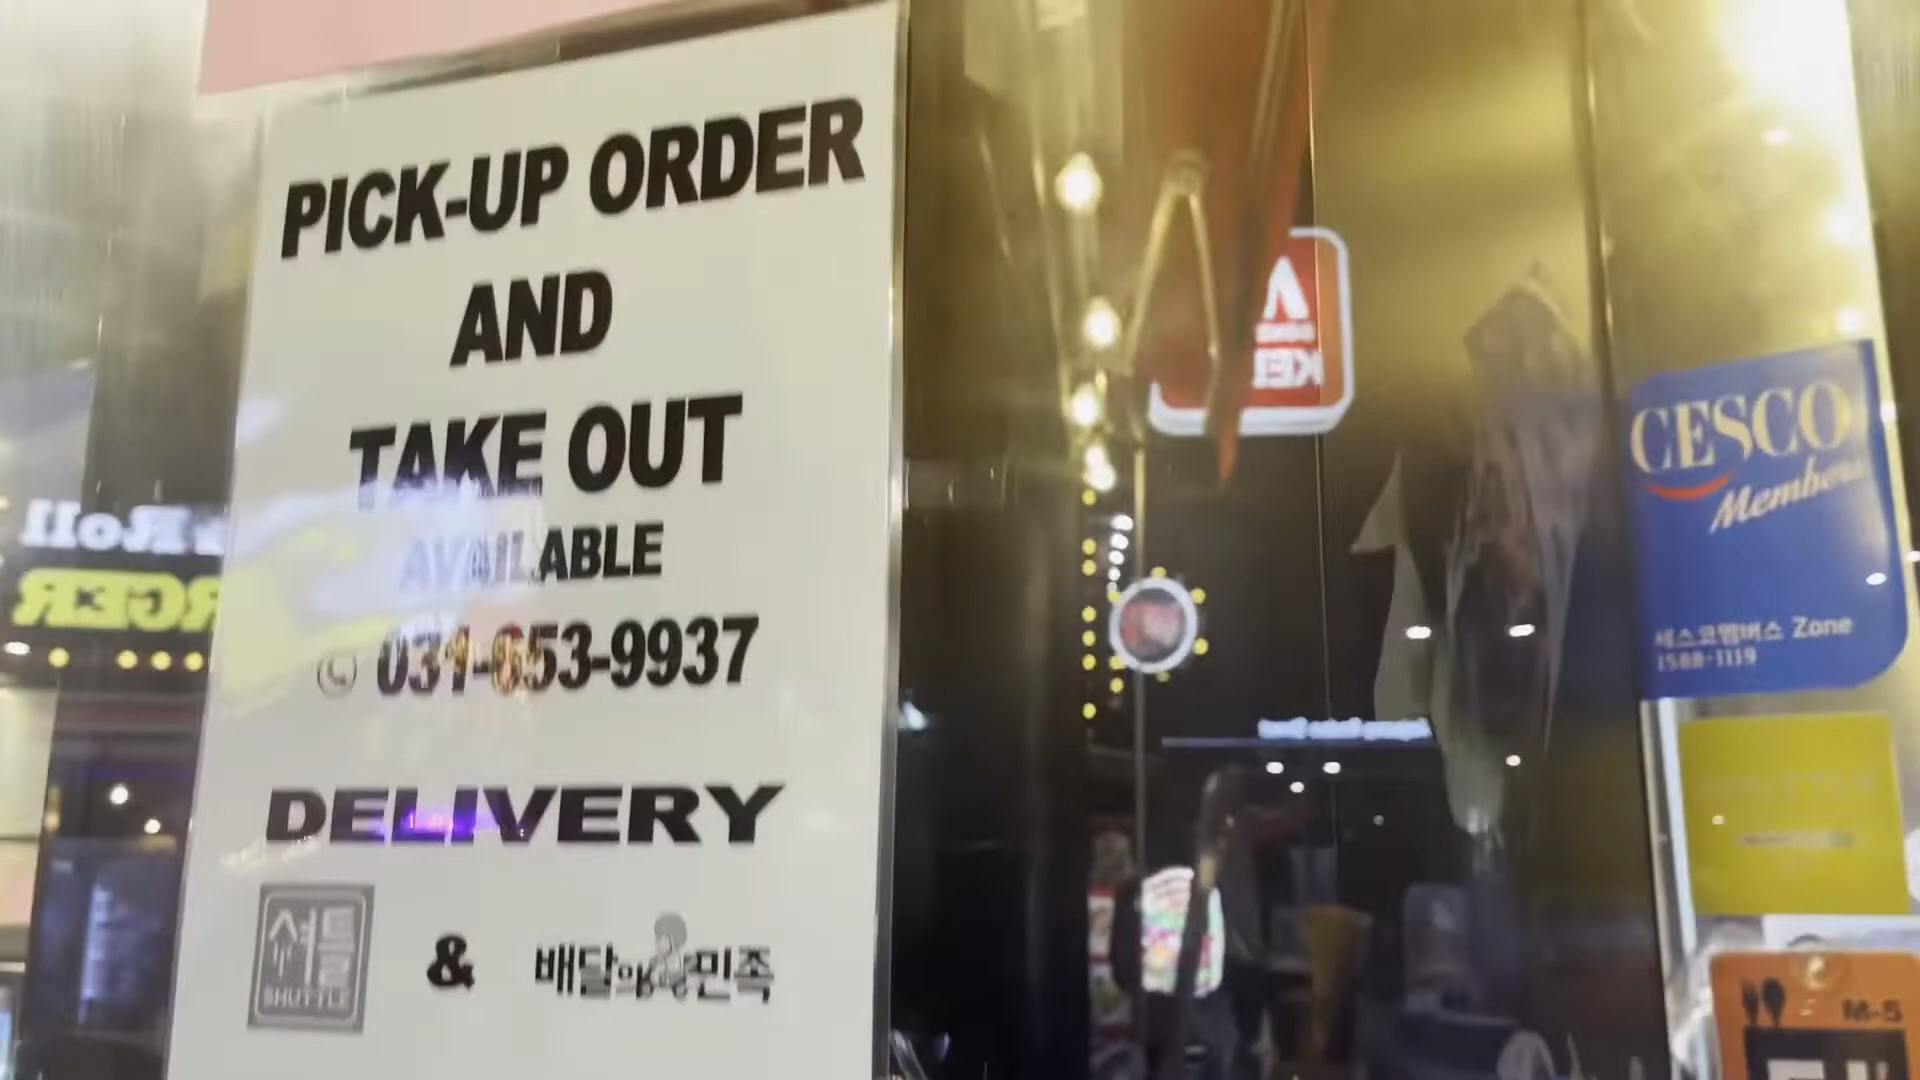 PICK-UP ORDER
AND
TAKE OUT
AVAILABLE
031-653-9937
DELIVERY
셔틀
SHUTTLE
&
배달의민족
CESCO
Members
세스코멤버스 Zone
1588-1119
M-5